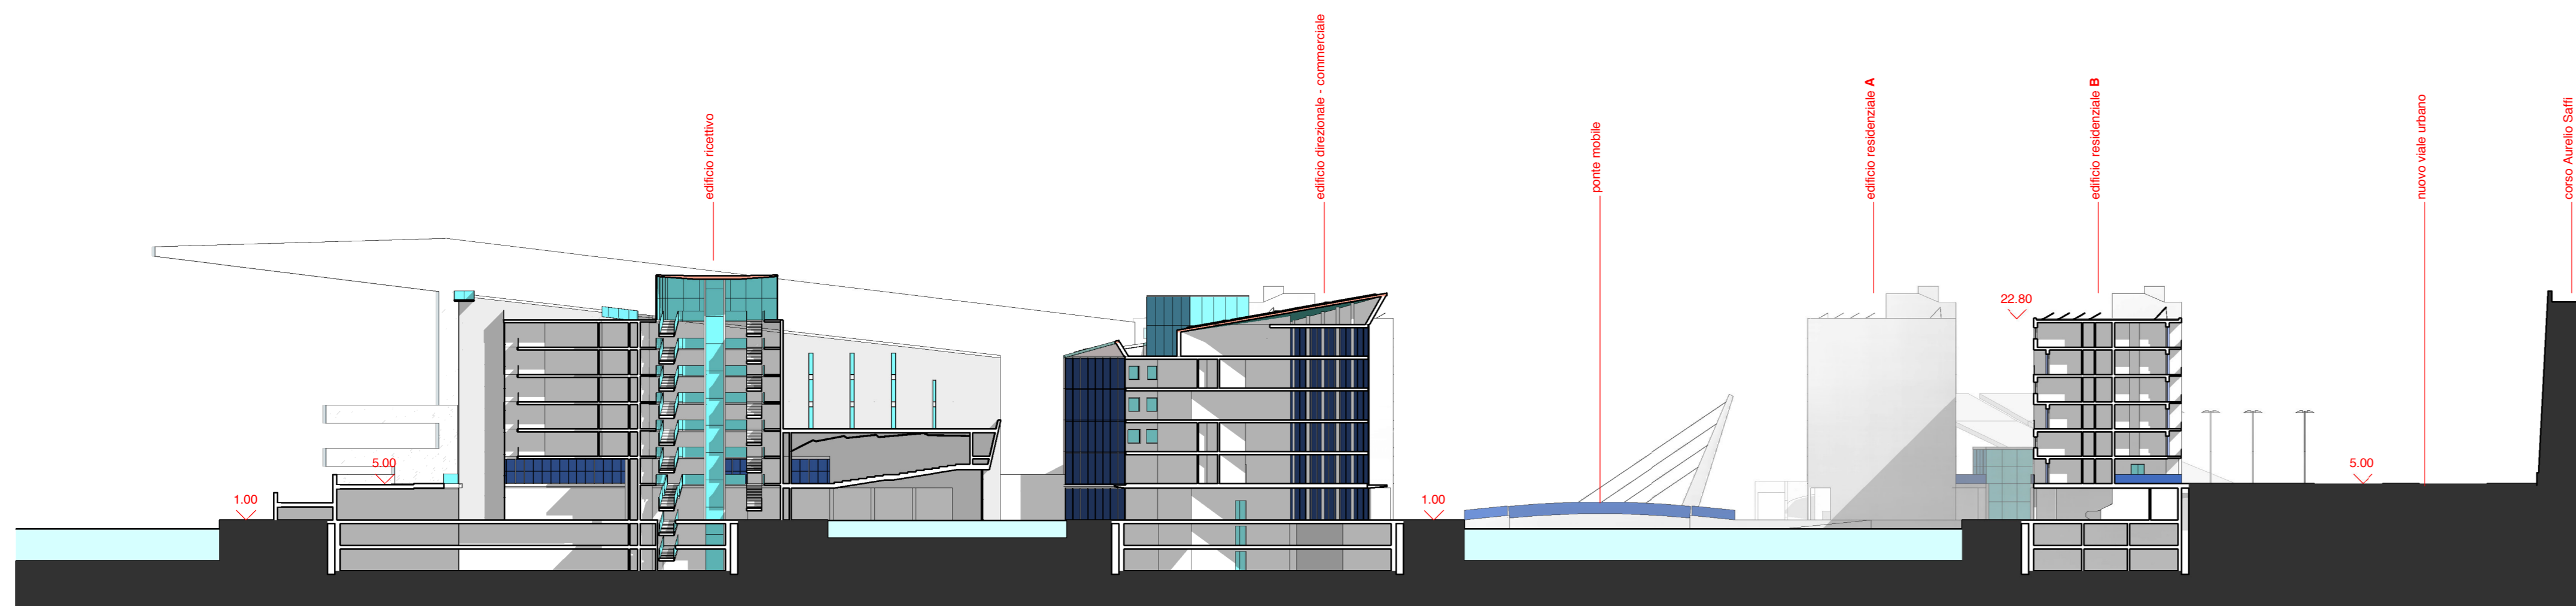 edificio ricettivo
edificio direzionale - commerciale
ponte mobile
edificio residenziale A
edificio residenziale B
nuovo viale urbano
corso Aurelio Saffi
22.80
5.00
5.00
1.00
1.00